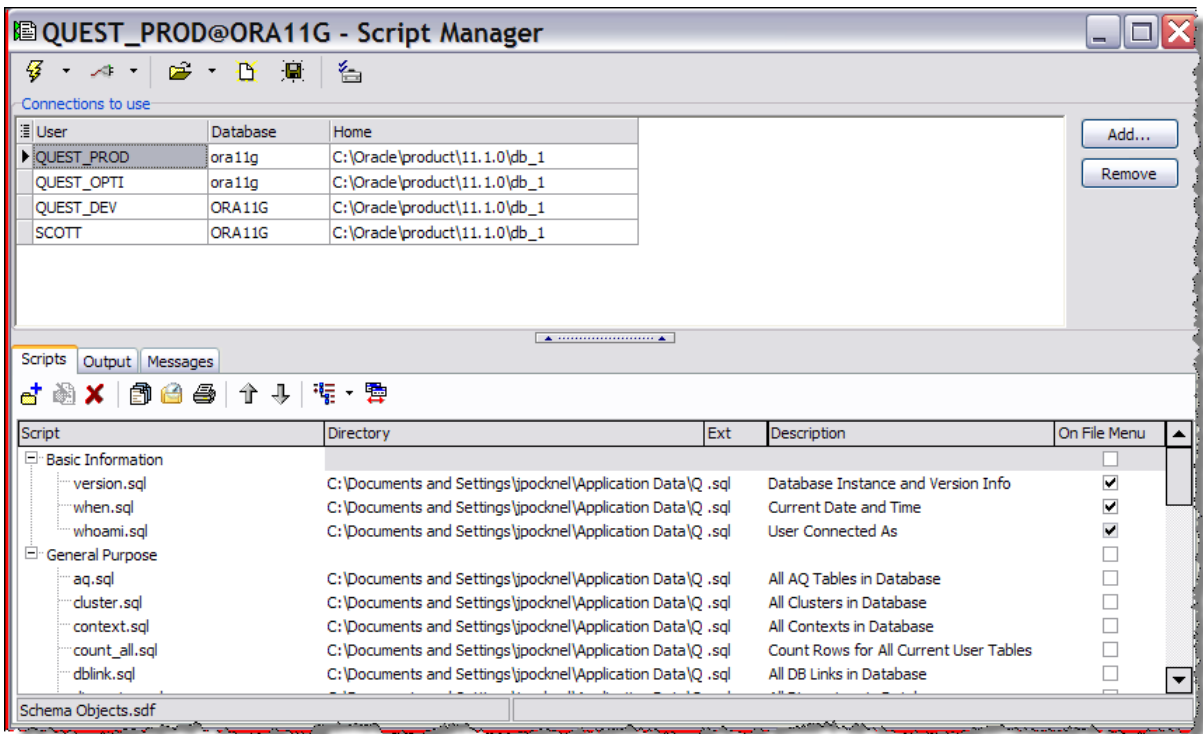 QUEST_PROD@ORA11G - Script Manager
Connections to use
User Database Home
QUEST_PROD ora11g C:\Oracle\product\11.1.0\db_1
QUEST_OPTI ora11g C:\Oracle\product\11.1.0\db_1
QUEST_DEV ORA11G C:\Oracle\product\11.1.0\db_1
SCOTT ORA11G C:\Oracle\product\11.1.0\db_1
Add...
Remove
Scripts Output Messages
Script Directory Ext Description On File Menu
Basic Information
version.sql C:\Documents and Settings\jpocknel\Application Data\Q .sql Database Instance and Version Info
when.sql C:\Documents and Settings\jpocknel\Application Data\Q .sql Current Date and Time
whoami.sql C:\Documents and Settings\jpocknel\Application Data\Q .sql User Connected As
General Purpose
aq.sql C:\Documents and Settings\jpocknel\Application Data\Q .sql All AQ Tables in Database
cluster.sql C:\Documents and Settings\jpocknel\Application Data\Q .sql All Clusters in Database
context.sql C:\Documents and Settings\jpocknel\Application Data\Q .sql All Contexts in Database
count_all.sql C:\Documents and Settings\jpocknel\Application Data\Q .sql Count Rows for All Current User Tables
dblink.sql C:\Documents and Settings\jpocknel\Application Data\Q .sql All DB Links in Database
Schema Objects.sdf